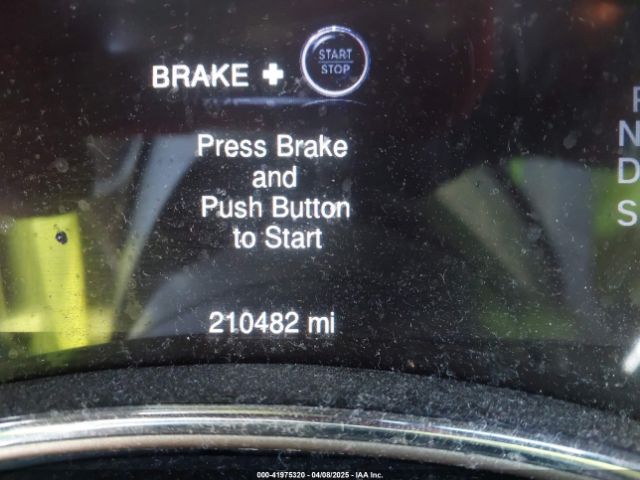 BRAKE + START
STOP
Press Brake
and
Push Button
to Start
210482 mi
N
D
S
000-41975320 - 04/08/2025 - IAA Inc.